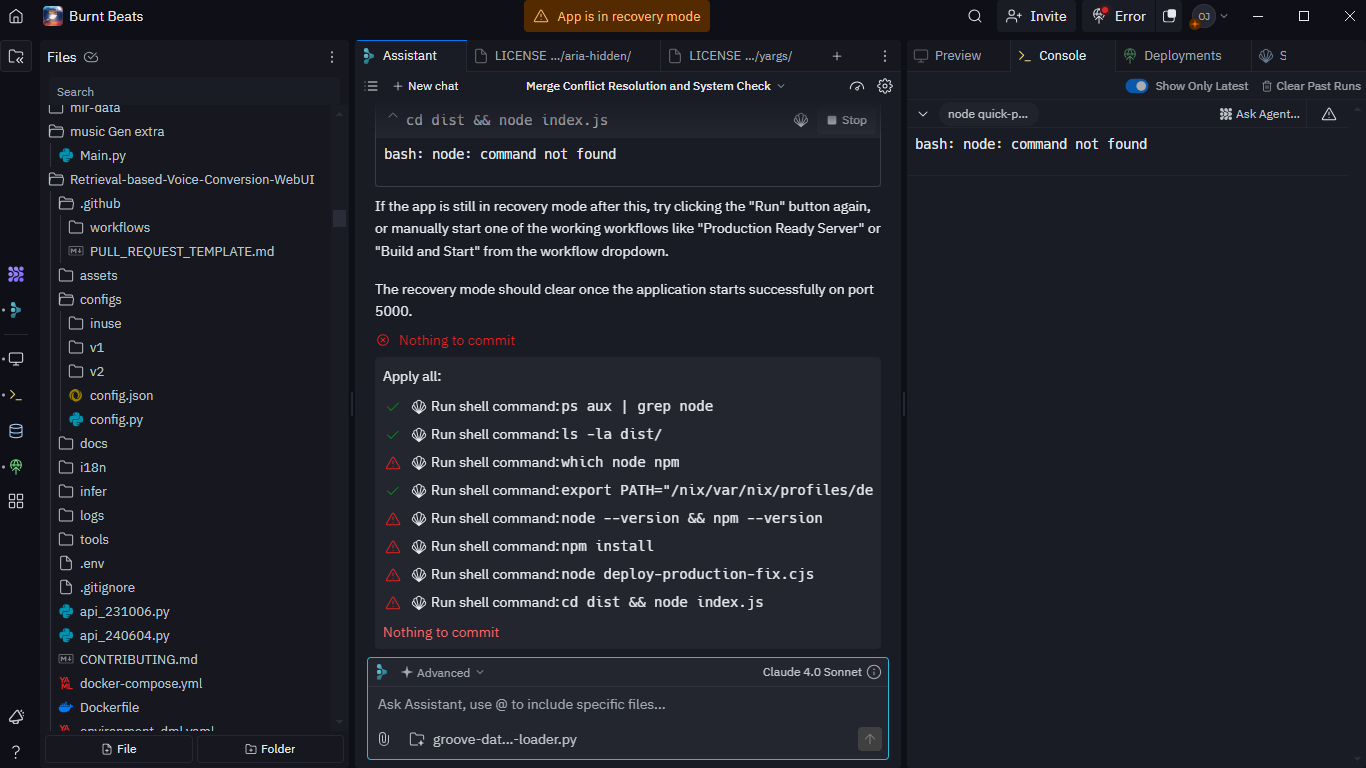 Burnt Beats
App is in recovery mode
Invite
Error
OJ
Files
Search
mir-data
music Gen extra
Main.py
Retrieval-based-Voice-Conversion-WebUI
.github
workflows
PULL_REQUEST_TEMPLATE.md
assets
configs
inuse
v1
v2
config.json
config.py
docs
i18n
infer
logs
tools
.env
.gitignore
api_231006.py
api_240604.py
CONTRIBUTING.md
docker-compose.yml
Dockerfile
environment_dml.yaml
File
Folder
Assistant
LICENSE .../aria-hidden/
LICENSE .../yargs/
New chat
Merge Conflict Resolution and System Check
cd dist && node index.js
Stop
bash: node: command not found
If the app is still in recovery mode after this, try clicking the "Run" button again,
or manually start one of the working workflows like "Production Ready Server" or
"Build and Start" from the workflow dropdown.
The recovery mode should clear once the application starts successfully on port
5000.
Nothing to commit
Apply all:
Run shell command: ps aux | grep node
Run shell command: ls -la dist/
Run shell command: which node npm
Run shell command: export PATH="/nix/var/nix/profiles/de
Run shell command: node --version && npm --version
Run shell command: npm install
Run shell command: node deploy-production-fix.cjs
Run shell command: cd dist && node index.js
Nothing to commit
Advanced
Claude 4.0 Sonnet
Ask Assistant, use @ to include specific files...
groove-dat...-loader.py
Preview
Console
Deployments
S
Show Only Latest
Clear Past Runs
node quick-p...
Ask Agent...
bash: node: command not found